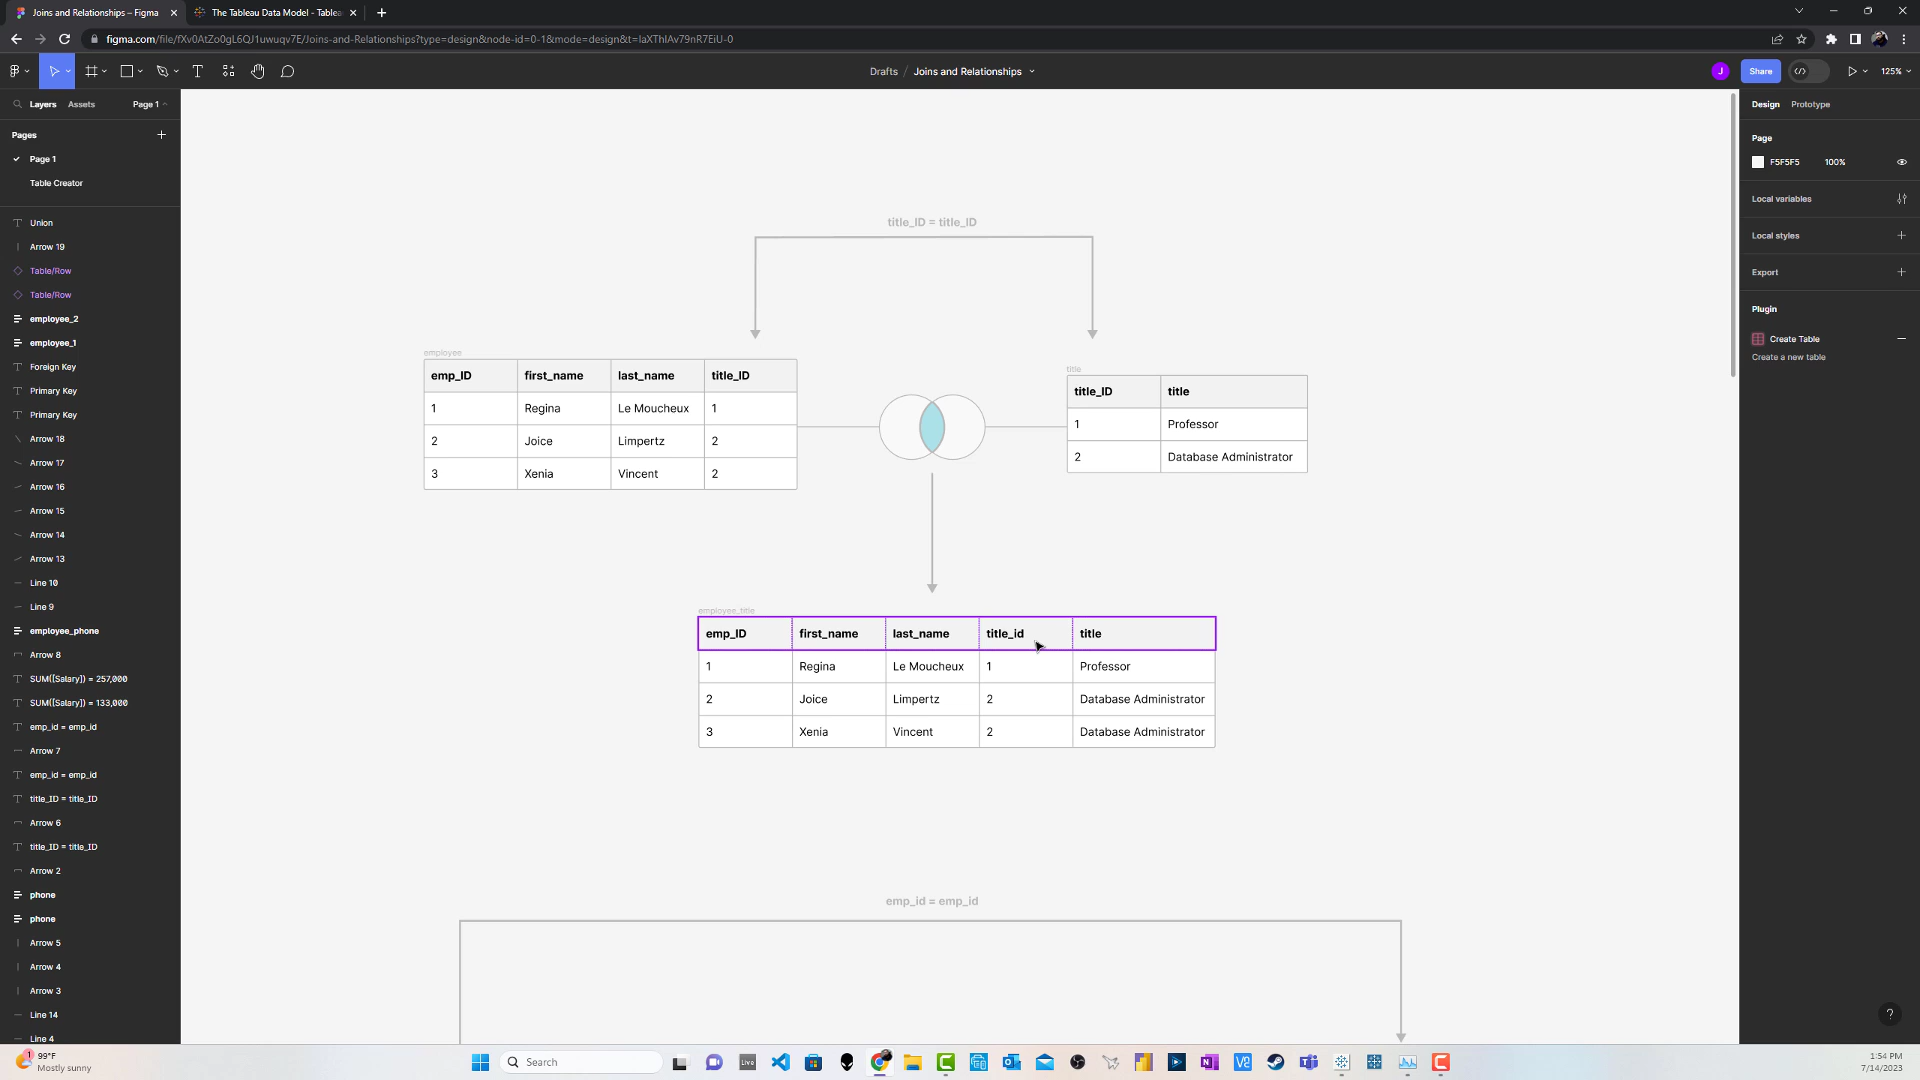 Joins and Relationships – Figma
The Tableau Data Model - Tablea
figma.com/file/fXv0AtZo0gL6QJ1uwuqv7E/Joins-and-Relationships?type=design&node-id=0-1&mode=design&t=IaXThIAv79nR7EiU-0
Drafts / Joins and Relationships
J
Share
125%
Layers
Assets
Page 1
Pages
Page 1
Table Creator
Union
Arrow 19
Table/Row
Table/Row
employee_2
employee_1
Foreign Key
Primary Key
Primary Key
Arrow 18
Arrow 17
Arrow 16
Arrow 15
Arrow 14
Arrow 13
Line 10
Line 9
employee_phone
Arrow 8
SUM([Salary]) = 257,000
SUM([Salary]) = 133,000
emp_id = emp_id
Arrow 7
emp_id = emp_id
title_ID = title_ID
Arrow 6
title_ID = title_ID
Arrow 2
phone
phone
Arrow 5
Arrow 4
Arrow 3
Line 14
Line 4
title_ID = title_ID
employee
emp_ID first_name last_name title_ID
1 Regina Le Moucheux 1
2 Joice Limpertz 2
3 Xenia Vincent 2
title
title_ID title
1 Professor
2 Database Administrator
employee_title
emp_ID first_name last_name title_id title
1 Regina Le Moucheux 1 Professor
2 Joice Limpertz 2 Database Administrator
3 Xenia Vincent 2 Database Administrator
emp_id = emp_id
Design
Prototype
Page
F5F5F5 100%
Local variables
Local styles
Export
Plugin
Create Table
Create a new table
?
1
99°F
Mostly sunny
Search
Live
1:54 PM
7/14/2023